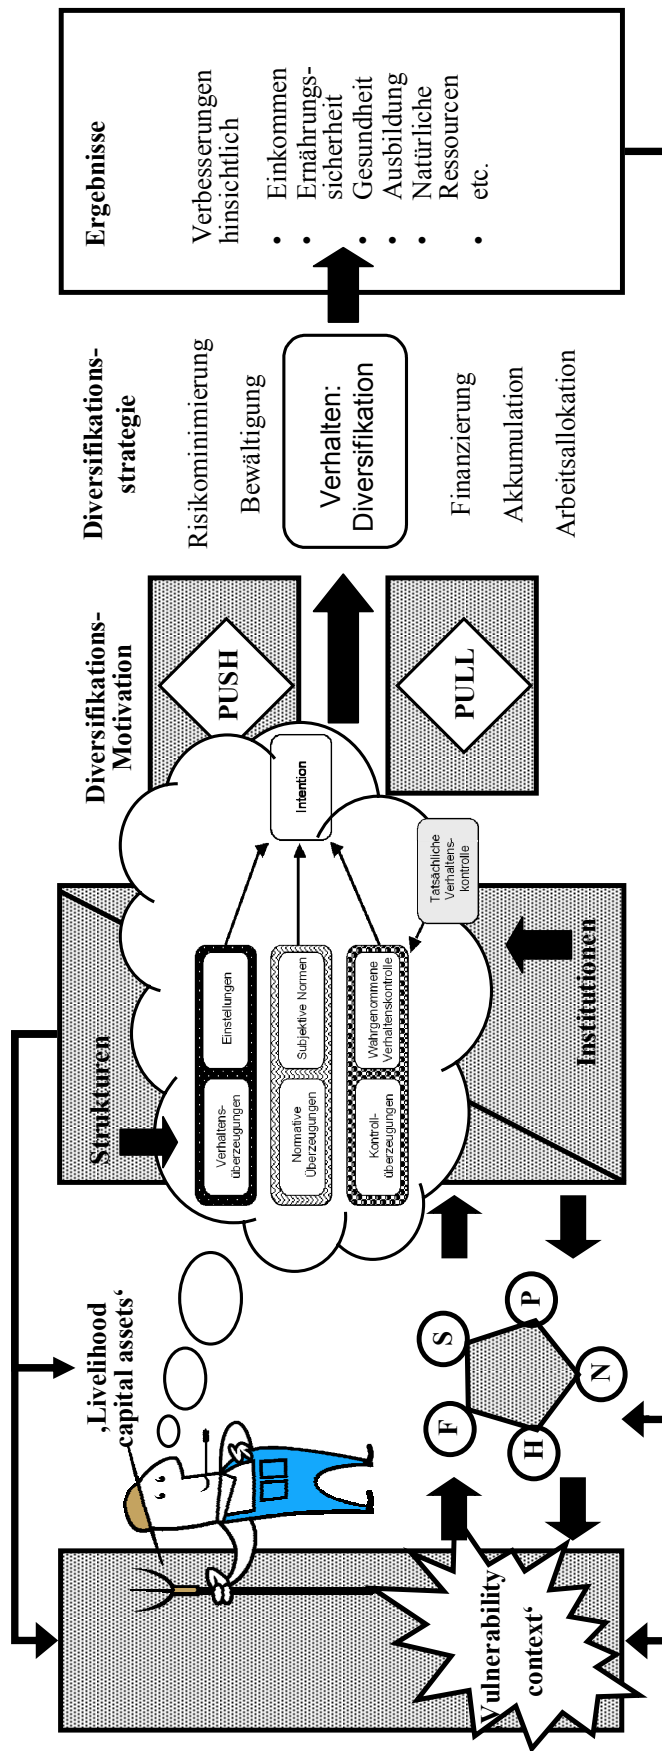 ‚Livelihood
capital assets‘
Vulnerability
context‘
F
S
P
N
H
Strukturen
Institutionen
Verhaltens-
überzeugungen
Einstellungen
Normative
Überzeugungen
Subjektive Normen
Kontroll-
überzeugungen
Wahrgenommene
Verhaltenskontrolle
Tatsächliche
Verhaltens-
kontrolle
Intention
Diversifikations-
Motivation
PUSH
PULL
Diversifikations-
strategie
Risikominimierung
Bewältigung
Verhalten:
Diversifikation
Finanzierung
Akkumulation
Arbeitsallokation
Ergebnisse
Verbesserungen
hinsichtlich
• Einkommen
• Ernährungs-
sicherheit
• Gesundheit
• Ausbildung
• Natürliche
Ressourcen
• etc.